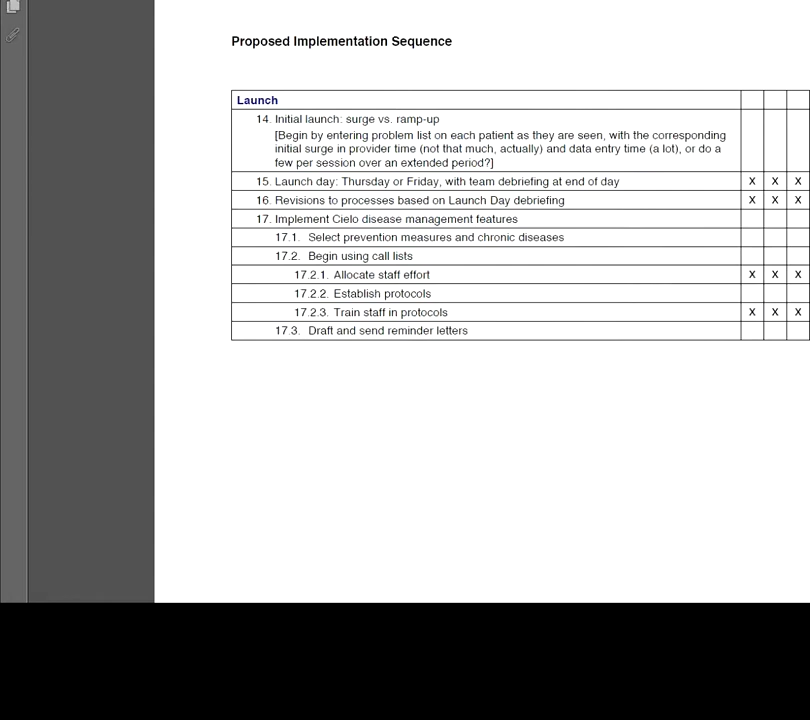 Proposed Implementation Sequence
Launch
14. Initial launch: surge vs. ramp-up
[Begin by entering problem list on each patient as they are seen, with the corresponding
initial surge in provider time (not that much, actually) and data entry time (a lot), or do a
few per session over an extended period?]
15. Launch day: Thursday or Friday, with team debriefing at end of day X X X
16. Revisions to processes based on Launch Day debriefing X X X
17. Implement Cielo disease management features
17.1. Select prevention measures and chronic diseases
17.2. Begin using call lists
17.2.1. Allocate staff effort X X X
17.2.2. Establish protocols
17.2.3. Train staff in protocols X X X
17.3. Draft and send reminder letters